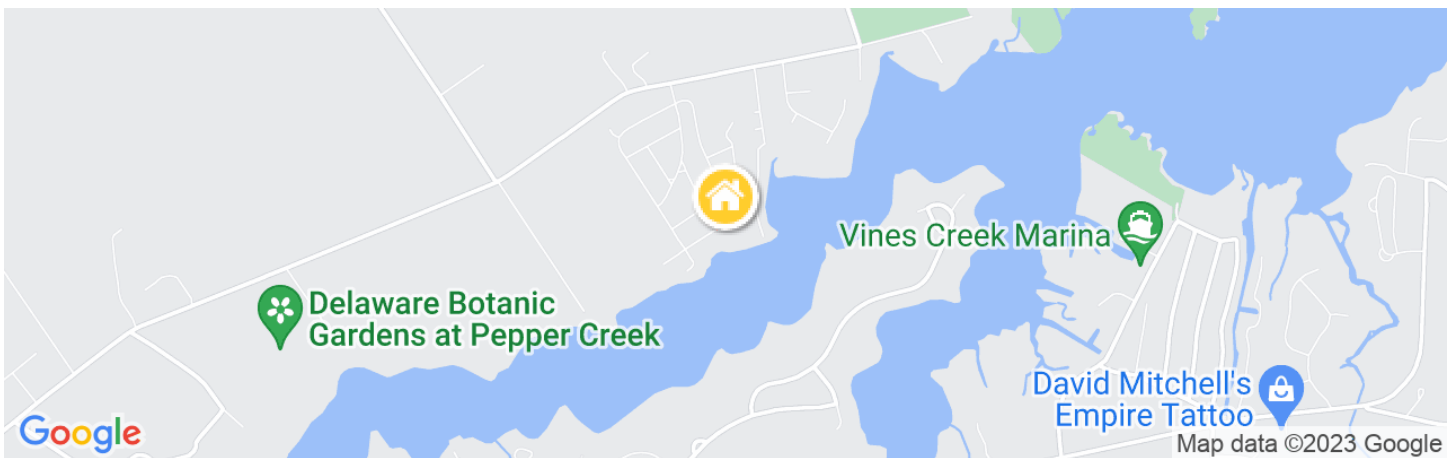 Vines Creek Marina
Delaware Botanic
Gardens at Pepper Creek
David Mitchell's
Empire Tattoo
Google
Map data ©2023 Google